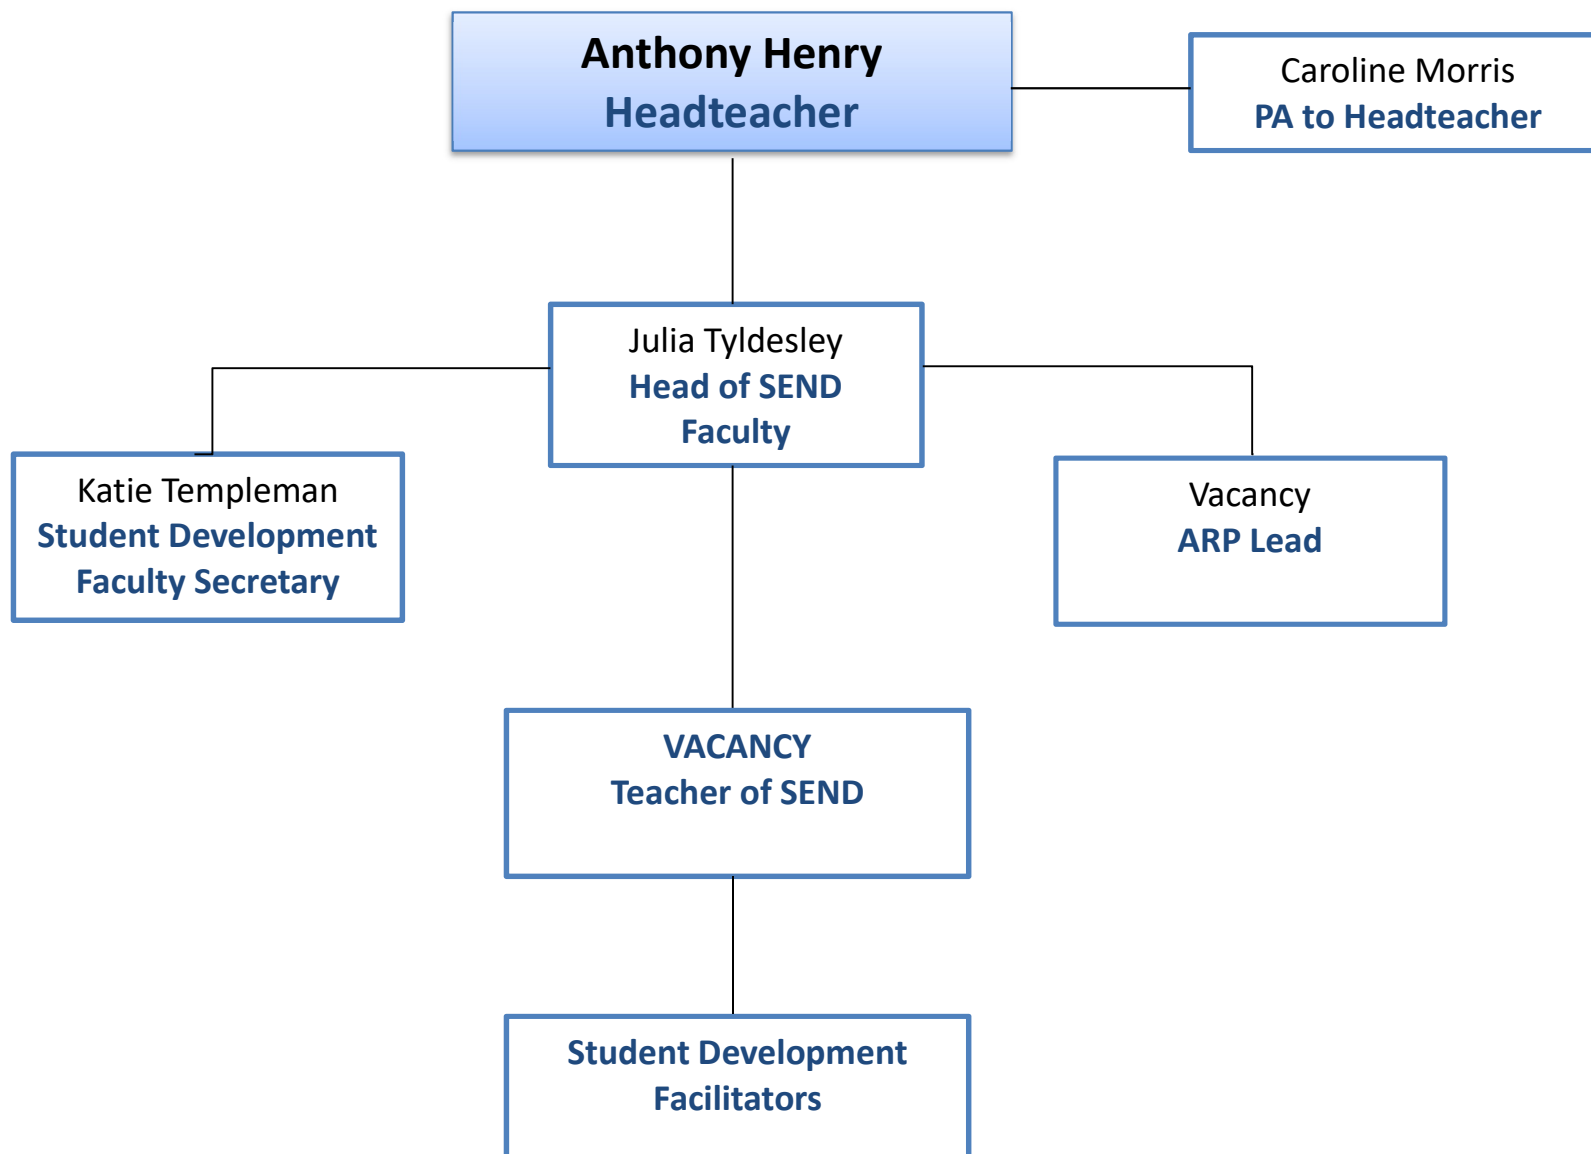 Anthony Henry
Headteacher
Caroline Morris
PA to Headteacher
Julia Tyldesley
Head of SEND
Faculty
Katie Templeman
Student Development
Faculty Secretary
Vacancy
ARP Lead
VACANCY
Teacher of SEND
Student Development
Facilitators